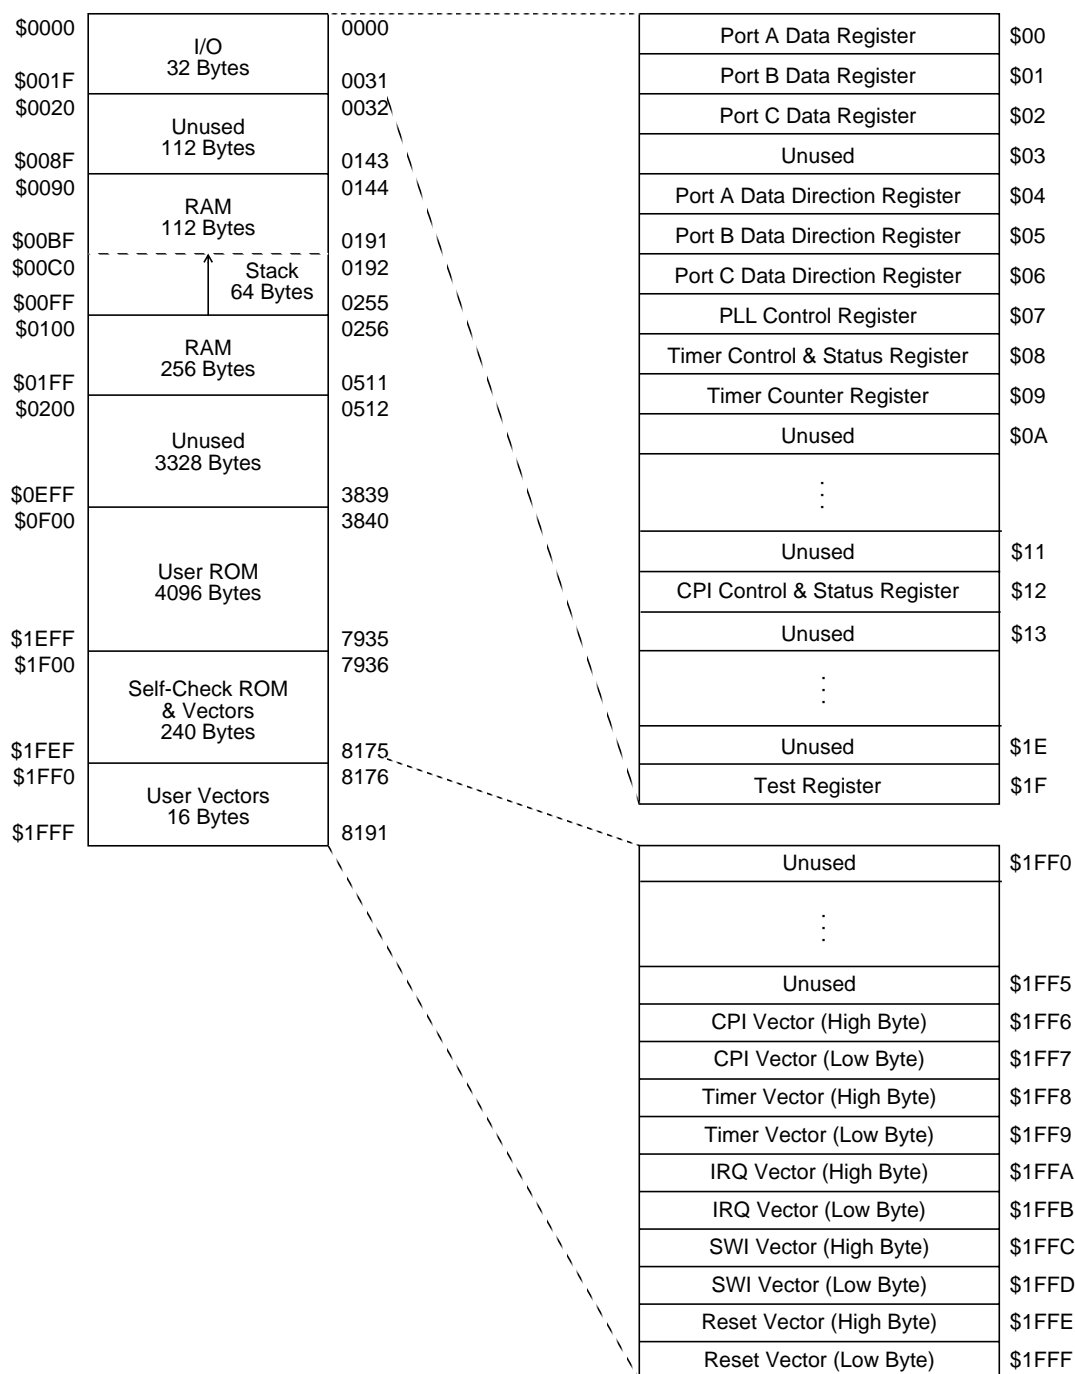 $0000
I/O
32 Bytes
0000
$001F
0031
$0020
Unused
112 Bytes
0032
$008F
0143
$0090
RAM
112 Bytes
0144
$00BF
0191
$00C0
Stack
64 Bytes
0192
$00FF
0255
$0100
RAM
256 Bytes
0256
$01FF
0511
$0200
Unused
3328 Bytes
0512
$0EFF
3839
$0F00
User ROM
4096 Bytes
3840
$1EFF
7935
$1F00
Self-Check ROM
& Vectors
240 Bytes
7936
$1FEF
8175
$1FF0
User Vectors
16 Bytes
8176
$1FFF
8191
Port A Data Register $00
Port B Data Register $01
Port C Data Register $02
Unused $03
Port A Data Direction Register $04
Port B Data Direction Register $05
Port C Data Direction Register $06
PLL Control Register $07
Timer Control & Status Register $08
Timer Counter Register $09
Unused $0A
Unused $11
CPI Control & Status Register $12
Unused $13
Unused $1E
Test Register $1F
Unused $1FF0
Unused $1FF5
CPI Vector (High Byte) $1FF6
CPI Vector (Low Byte) $1FF7
Timer Vector (High Byte) $1FF8
Timer Vector (Low Byte) $1FF9
IRQ Vector (High Byte) $1FFA
IRQ Vector (Low Byte) $1FFB
SWI Vector (High Byte) $1FFC
SWI Vector (Low Byte) $1FFD
Reset Vector (High Byte) $1FFE
Reset Vector (Low Byte) $1FFF